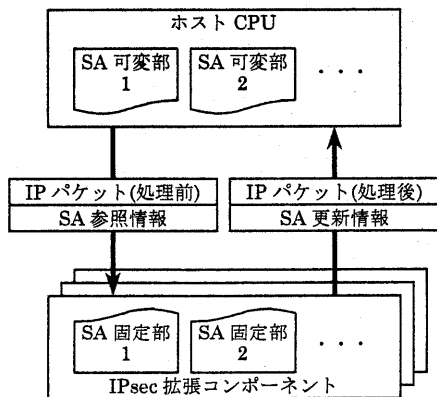 ホスト CPU
SA 可変部
1
SA 可変部
2
・・・
IP パケット(処理前)
SA 参照情報
IP パケット(処理後)
SA 更新情報
SA 固定部
1
SA 固定部
2
・・・
IPsec 拡張コンポーネント